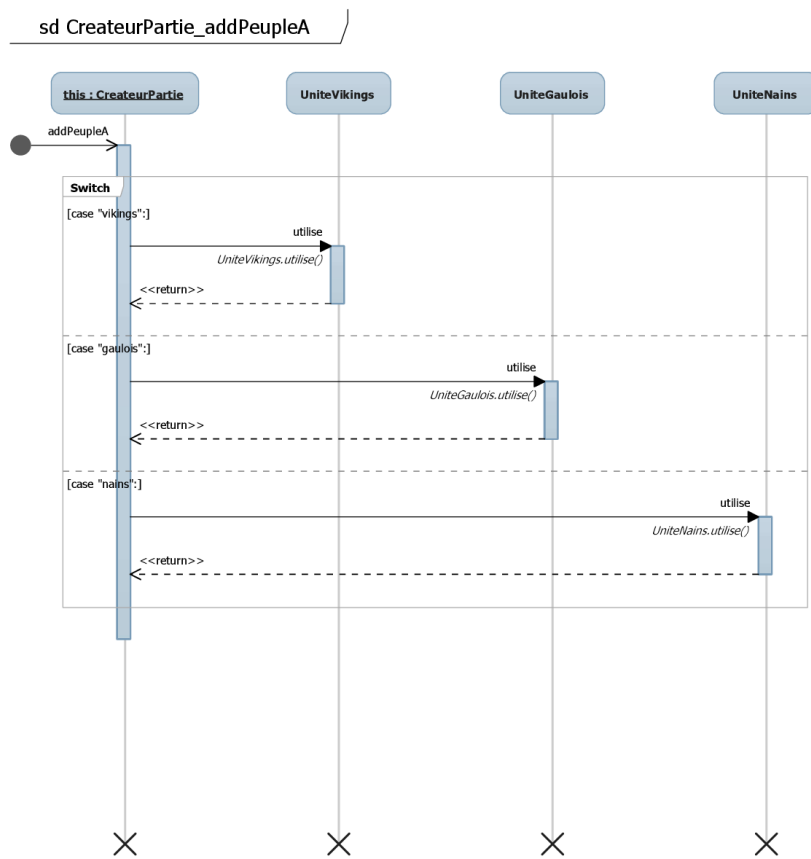 sd CreateurPartie_addPeupleA
this : CreateurPartie
UniteVikings
UniteGaulois
UniteNains
addPeupleA
Switch
[case "vikings":]
utilise
UniteVikings.utilise()
<<return>>
[case "gaulois":]
utilise
UniteGaulois.utilise()
<<return>>
[case "nains":]
utilise
UniteNains.utilise()
<<return>>